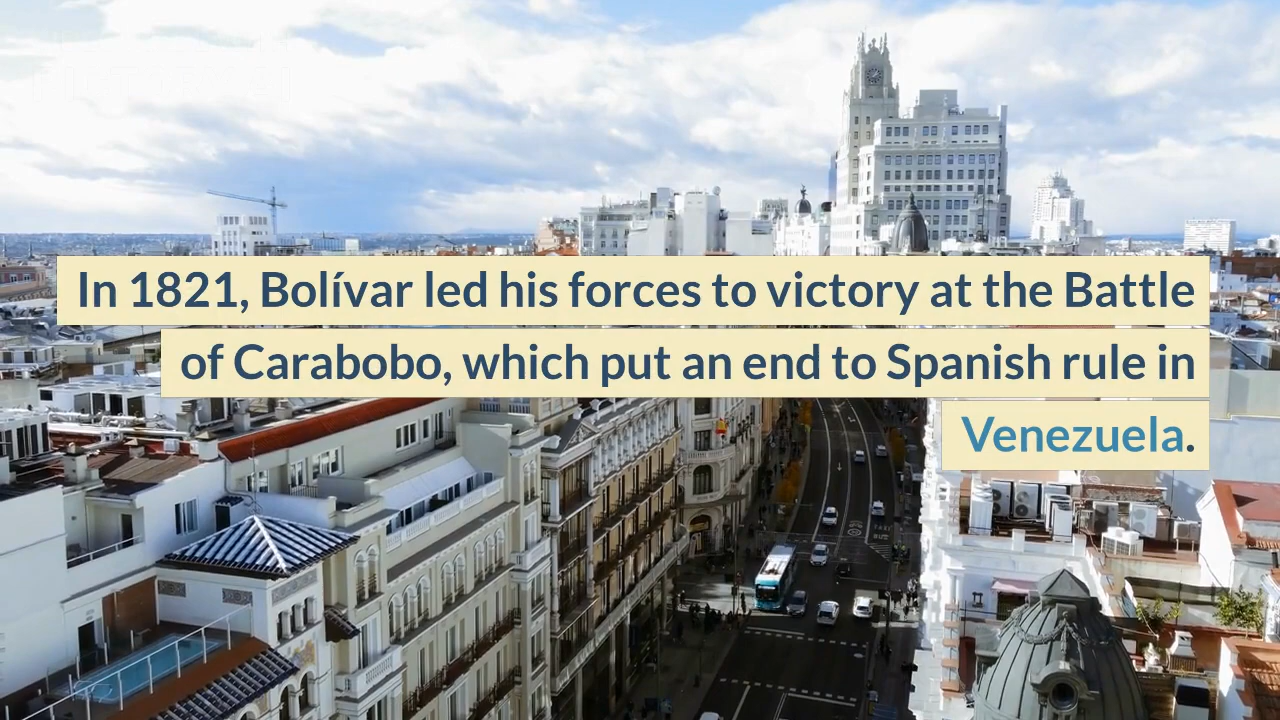 In 1821, Bolívar led his forces to victory at the Battle
of Carabobo, which put an end to Spanish rule in
Venezuela.